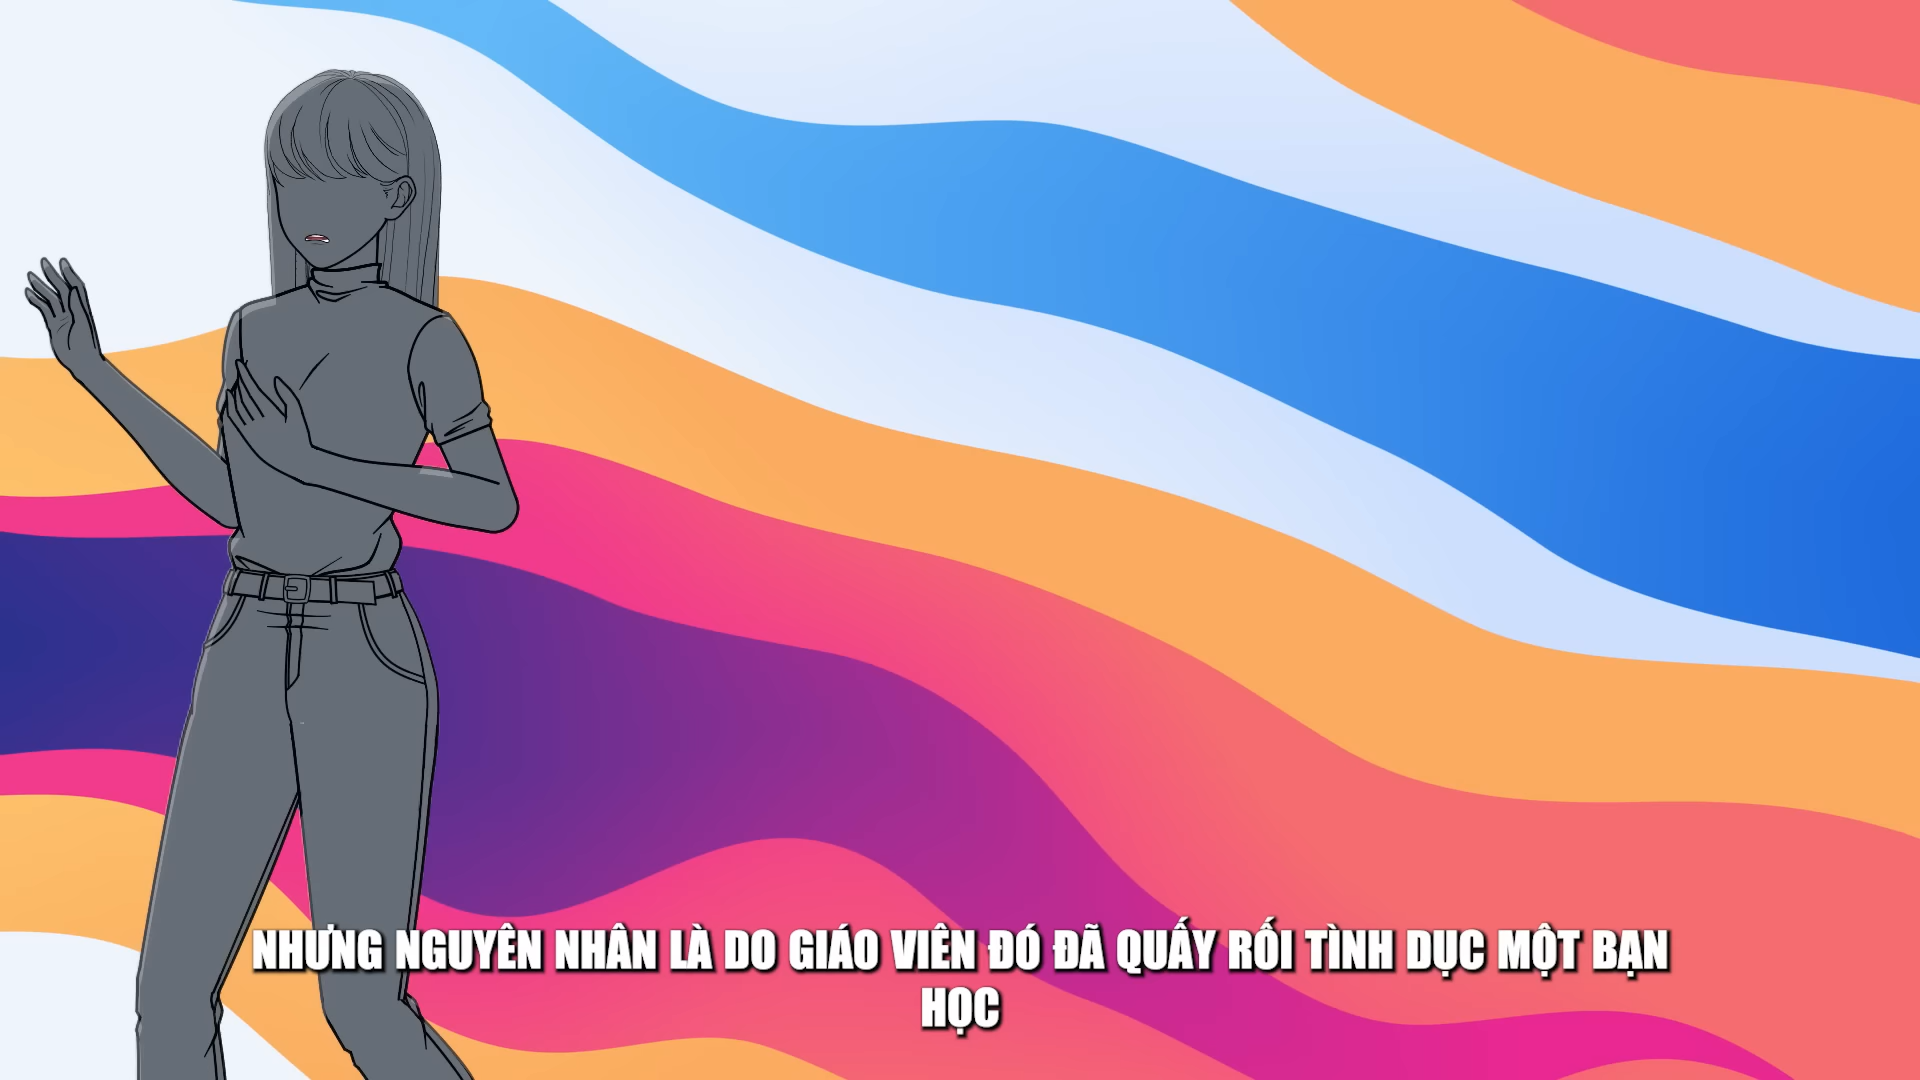 NHƯNG NGUYÊN NHÂN LÀ DO GIÁO VIÊN ĐÓ ĐÃ QUẤY RỐI TÌNH DỤC MỘT BẠN
HỌC